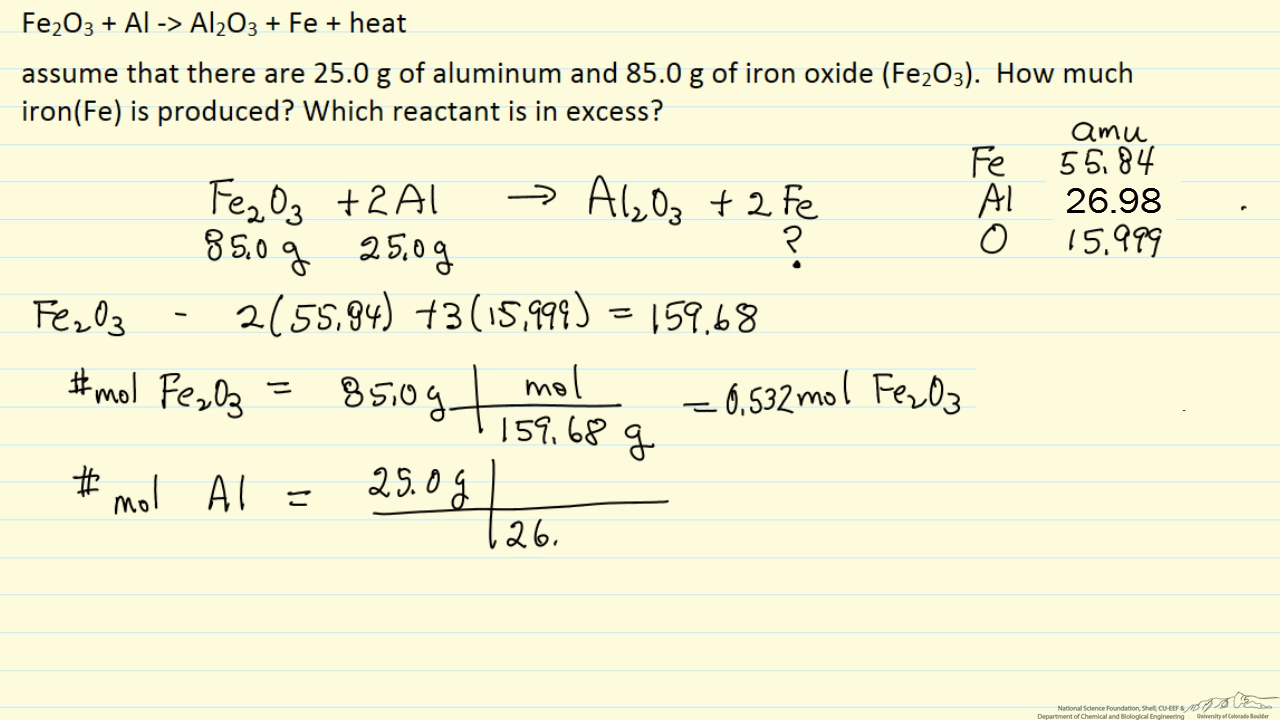 Fe₂O₃ + Al -> Al₂O₃ + Fe + heat
assume that there are 25.0 g of aluminum and 85.0 g of iron oxide (Fe₂O₃). How much
iron(Fe) is produced? Which reactant is in excess?
amu
Fe 55.84
Al 26.98
O 15.999
Fe₂O₃ + 2Al → Al₂O₃ + 2 Fe
85.0 g 25.0 g ?
Fe₂O₃ - 2(55.84) + 3(15.999) = 159.68
#mol Fe₂O₃ = 85.0 g | mol = 0.532 mol Fe₂O₃
159.68 g
# mol Al = 25.0 g
26.
National Science Foundation, Shell, CU-EEF &
Department of Chemical and Biological Engineering University of Colorado Boulder